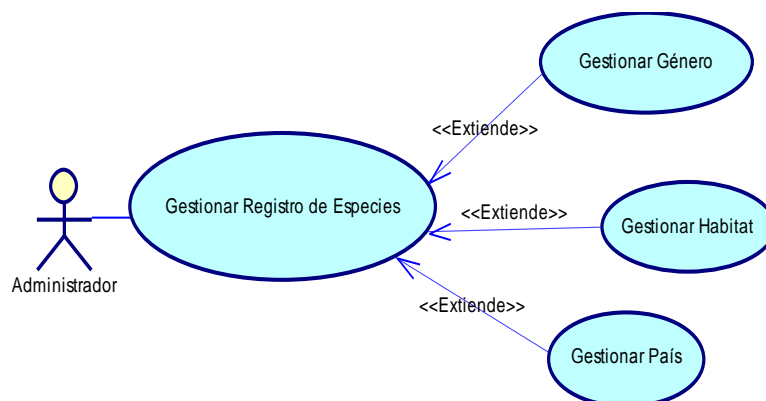 Gestionar Género
<<Extiende>>
Gestionar Registro de Especies
<<Extiende>>
Gestionar Habitat
Administrador
<<Extiende>>
Gestionar País